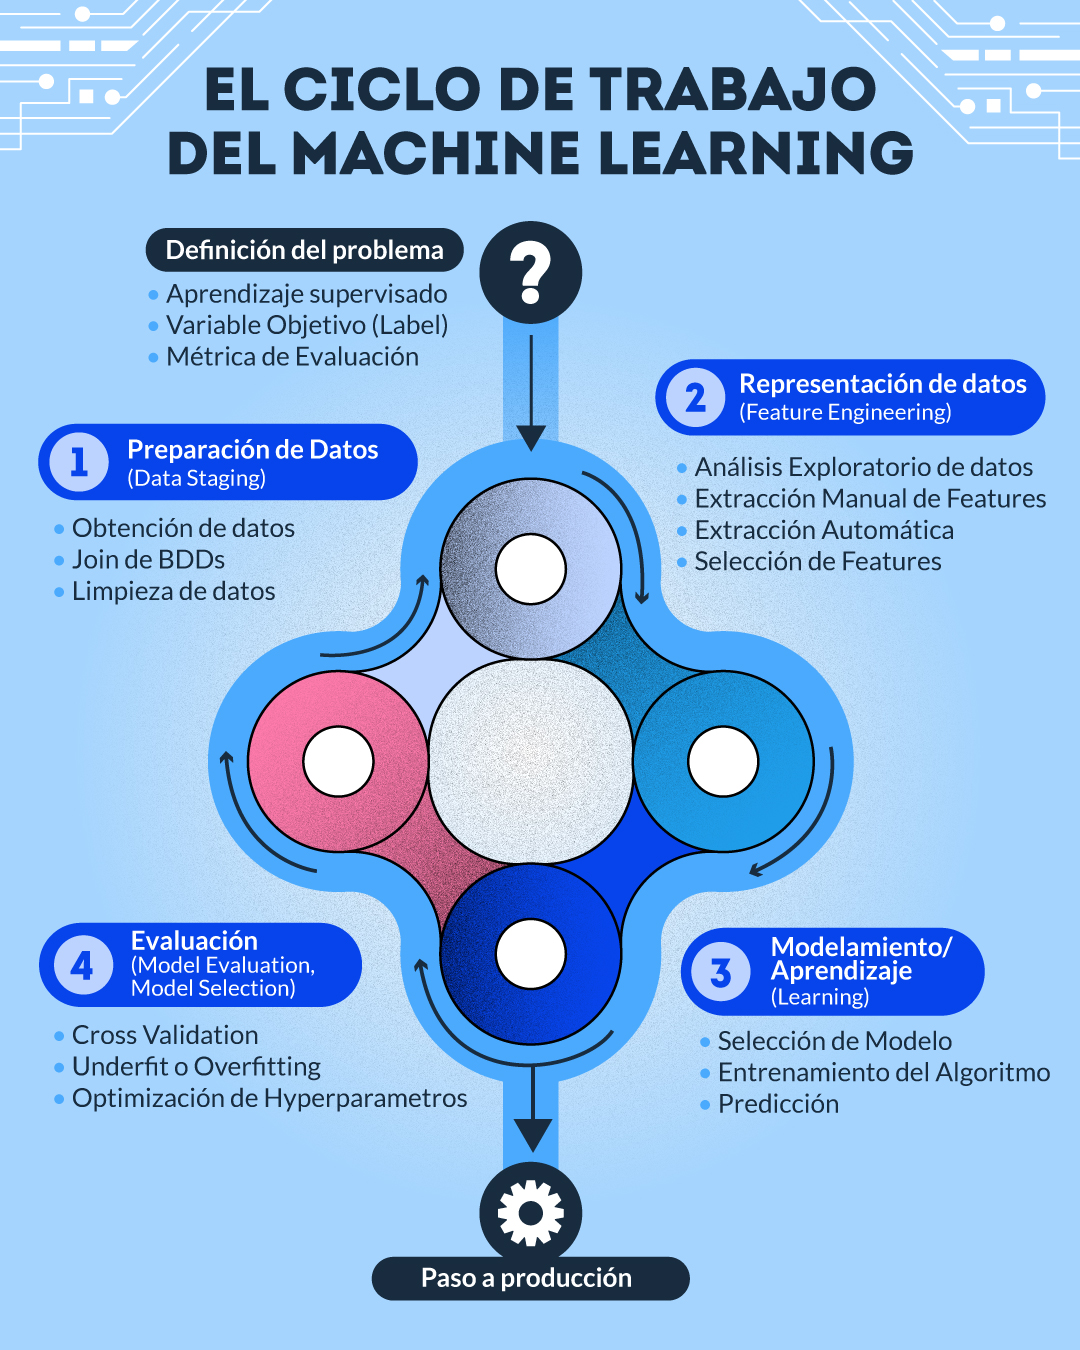 EL CICLO DE TRABAJO
DEL MACHINE LEARNING
Definición del problema
?
• Aprendizaje supervisado
• Variable Objetivo (Label)
• Métrica de Evaluación
1
Preparación de Datos
(Data Staging)
• Obtención de datos
• Join de BDDs
• Limpieza de datos
2
Representación de datos
(Feature Engineering)
• Análisis Exploratorio de datos
• Extracción Manual de Features
• Extracción Automática
• Selección de Features
3
Modelamiento/
Aprendizaje
(Learning)
• Selección de Modelo
• Entrenamiento del Algoritmo
• Predicción
4
Evaluación
(Model Evaluation,
Model Selection)
• Cross Validation
• Underfit o Overfitting
• Optimización de Hyperparametros
Paso a producción